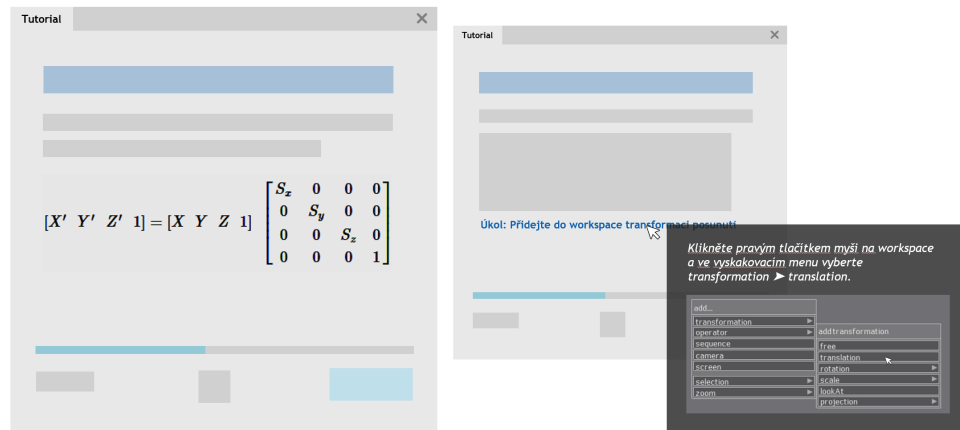 Tutorial
[X′ Y′ Z′ 1] = [X Y Z 1] [S_x 0 0 0
0 S_y 0 0
0 0 S_z 0
0 0 0 1]
Tutorial
Úkol: Přidejte do workspace transformaci posunutí
Klikněte pravým tlačítkem myši na workspace
a ve vyskakovacím menu vyberte
transformation ➤ translation.
add...
transformation
operator
sequence
camera
screen
selection
zoom
add transformation
free
translation
rotation
scale
lookAt
projection